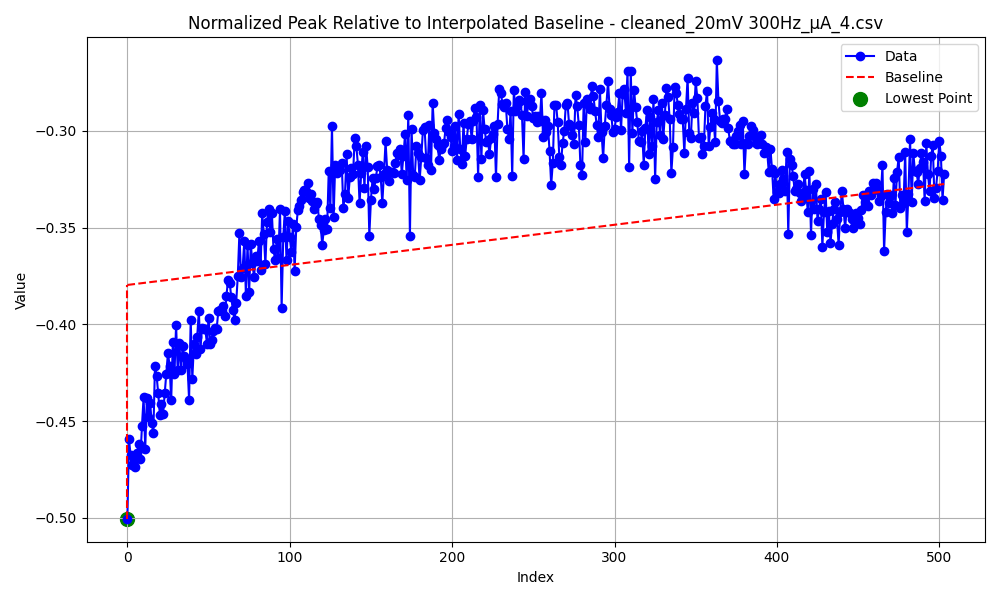 Normalized Peak Relative to Interpolated Baseline - cleaned_20mV 300Hz_μA_4.csv
Data
Baseline
Lowest Point
−0.30
−0.35
−0.40
−0.45
−0.50
Value
0 100 200 300 400 500
Index